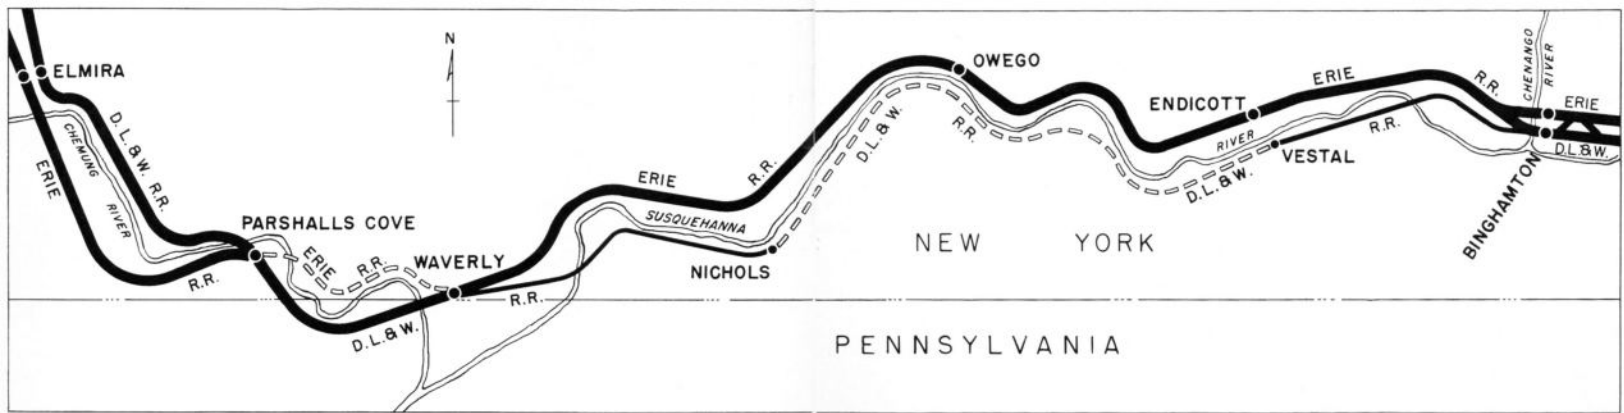 N
ELMIRA
CHEMUNG
RIVER
D. L. & W. R.R.
ERIE
R.R.
PARSHALLS COVE
ERIE
R.R.
WAVERLY
D. L. & W.
R.R.
ERIE
R.R.
SUSQUEHANNA
NICHOLS
D.L.& W.
R.R.
OWEGO
NEW YORK
ENDICOTT
ERIE
R.R.
RIVER
D.L.& W.
VESTAL
R.R.
CHENANGO
RIVER
ERIE
D.L.& W.
BINGHAMTON
PENNSYLVANIA